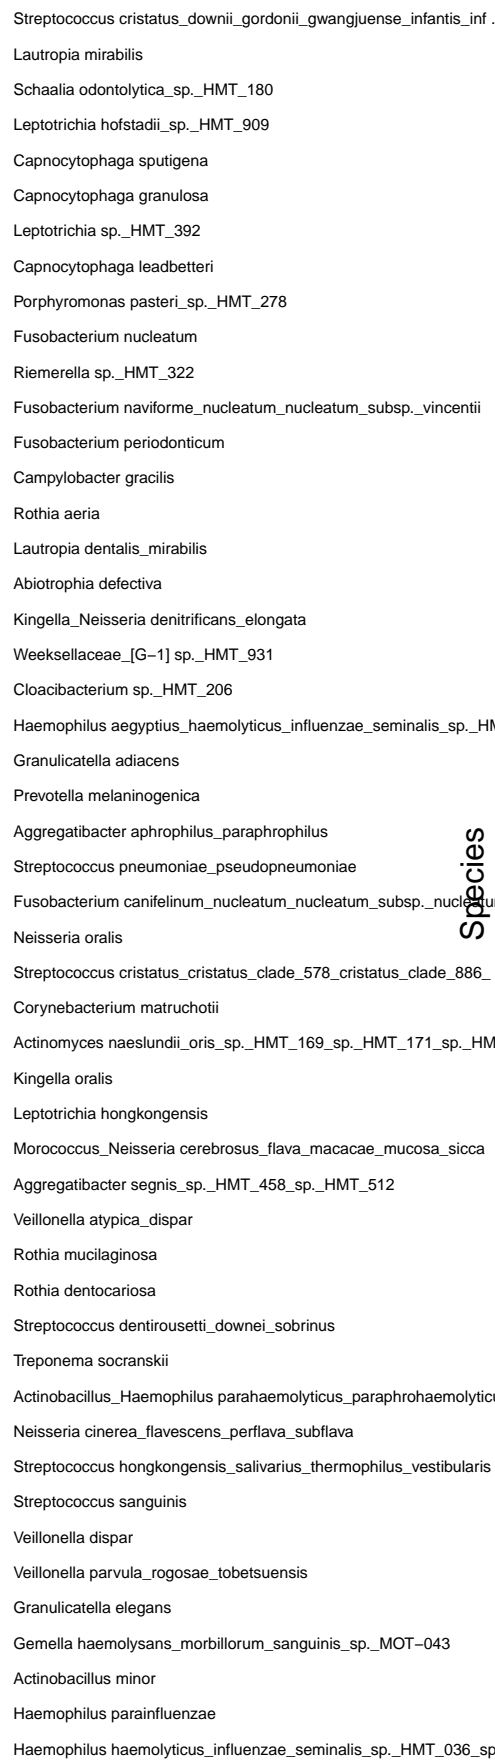 Streptococcus cristatus_downii_gordonii_gwangjuense_infantis_inf .
Lautropia mirabilis
Schaalia odontolytica_sp._HMT_180
Leptotrichia hofstadii_sp._HMT_909
Capnocytophaga sputigena
Capnocytophaga granulosa
Leptotrichia sp._HMT_392
Capnocytophaga leadbetteri
Porphyromonas pasteri_sp._HMT_278
Fusobacterium nucleatum
Riemerella sp._HMT_322
Fusobacterium naviforme_nucleatum_nucleatum_subsp._vincentii
Fusobacterium periodonticum
Campylobacter gracilis
Rothia aeria
Lautropia dentalis_mirabilis
Abiotrophia defectiva
Kingella_Neisseria denitrificans_elongata
Weeksellaceae_[G−1] sp._HMT_931
Cloacibacterium sp._HMT_206
Haemophilus aegyptius_haemolyticus_influenzae_seminalis_sp._HM
Granulicatella adiacens
Prevotella melaninogenica
Aggregatibacter aphrophilus_paraphrophilus
Streptococcus pneumoniae_pseudopneumoniae
Fusobacterium canifelinum_nucleatum_nucleatum_subsp._nucleatum
Species
Neisseria oralis
Streptococcus cristatus_cristatus_clade_578_cristatus_clade_886_
Corynebacterium matruchotii
Actinomyces naeslundii_oris_sp._HMT_169_sp._HMT_171_sp._HM
Kingella oralis
Leptotrichia hongkongensis
Morococcus_Neisseria cerebrosus_flava_macacae_mucosa_sicca
Aggregatibacter segnis_sp._HMT_458_sp._HMT_512
Veillonella atypica_dispar
Rothia mucilaginosa
Rothia dentocariosa
Streptococcus dentirousetti_downei_sobrinus
Treponema socranskii
Actinobacillus_Haemophilus parahaemolyticus_paraphrohaemolyticu
Neisseria cinerea_flavescens_perflava_subflava
Streptococcus hongkongensis_salivarius_thermophilus_vestibularis
Streptococcus sanguinis
Veillonella dispar
Veillonella parvula_rogosae_tobetsuensis
Granulicatella elegans
Gemella haemolysans_morbillorum_sanguinis_sp._MOT−043
Actinobacillus minor
Haemophilus parainfluenzae
Haemophilus haemolyticus_influenzae_seminalis_sp._HMT_036_sp